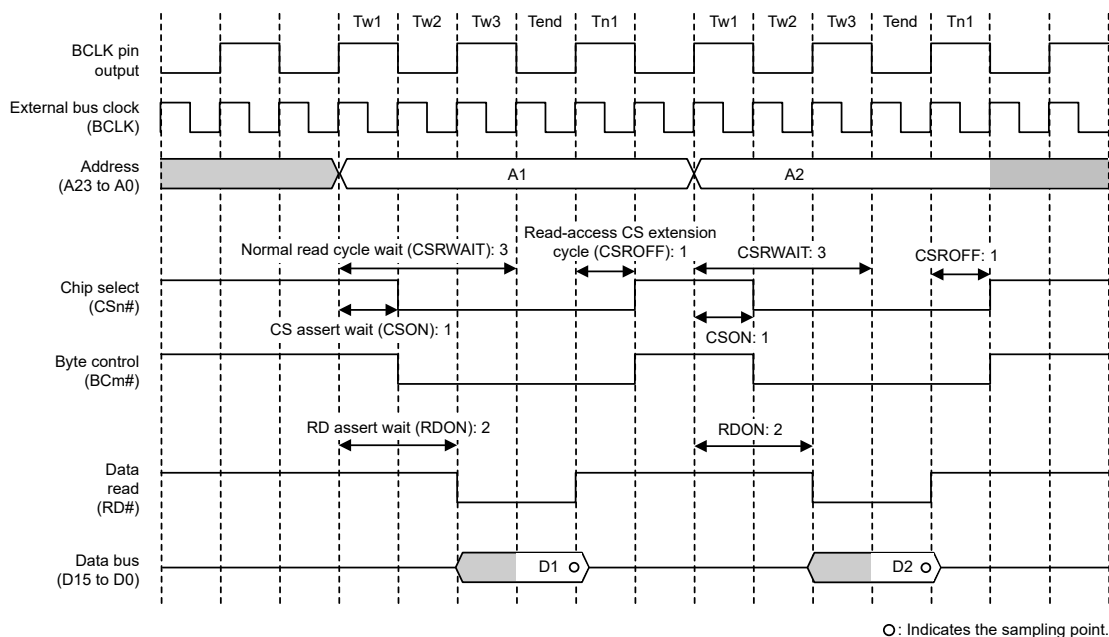 Tw1 Tw2 Tw3 Tend Tn1 Tw1 Tw2 Tw3 Tend Tn1
BCLK pin
output
External bus clock
(BCLK)
Address
(A23 to A0)
A1 A2
Read-access CS extension
cycle (CSROFF): 1
Normal read cycle wait (CSRWAIT): 3
CSRWAIT: 3
CSROFF: 1
Chip select
(CSn#)
CS assert wait (CSON): 1
CSON: 1
Byte control
(BCm#)
RD assert wait (RDON): 2
RDON: 2
Data
read
(RD#)
Data bus
(D15 to D0)
D1 D2
: Indicates the sampling point.